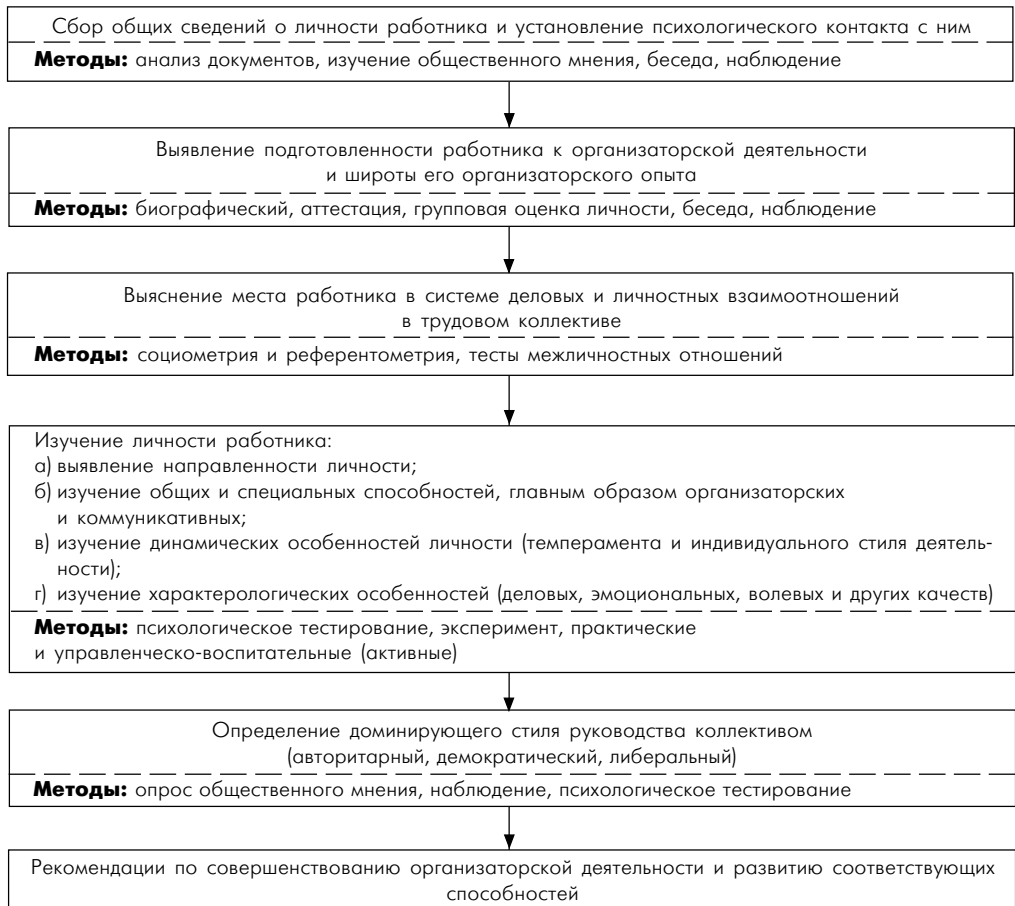 Сбор общих сведений о личности работника и установление психологического контакта с ним
Методы: анализ документов, изучение общественного мнения, беседа, наблюдение
Выявление подготовленности работника к организаторской деятельности
и широты его организаторского опыта
Методы: биографический, аттестация, групповая оценка личности, беседа, наблюдение
Выяснение места работника в системе деловых и личностных взаимоотношений
в трудовом коллективе
Методы: социометрия и референтометрия, тесты межличностных отношений
Изучение личности работника:
а) выявление направленности личности;
б) изучение общих и специальных способностей, главным образом организаторских
и коммуникативных;
в) изучение динамических особенностей личности (темперамента и индивидуального стиля деятель-
ности);
г) изучение характерологических особенностей (деловых, эмоциональных, волевых и других качеств)
Методы: психологическое тестирование, эксперимент, практические
и управленческо-воспитательные (активные)
Определение доминирующего стиля руководства коллективом
(авторитарный, демократический, либеральный)
Методы: опрос общественного мнения, наблюдение, психологическое тестирование
Рекомендации по совершенствованию организаторской деятельности и развитию соответствующих
способностей